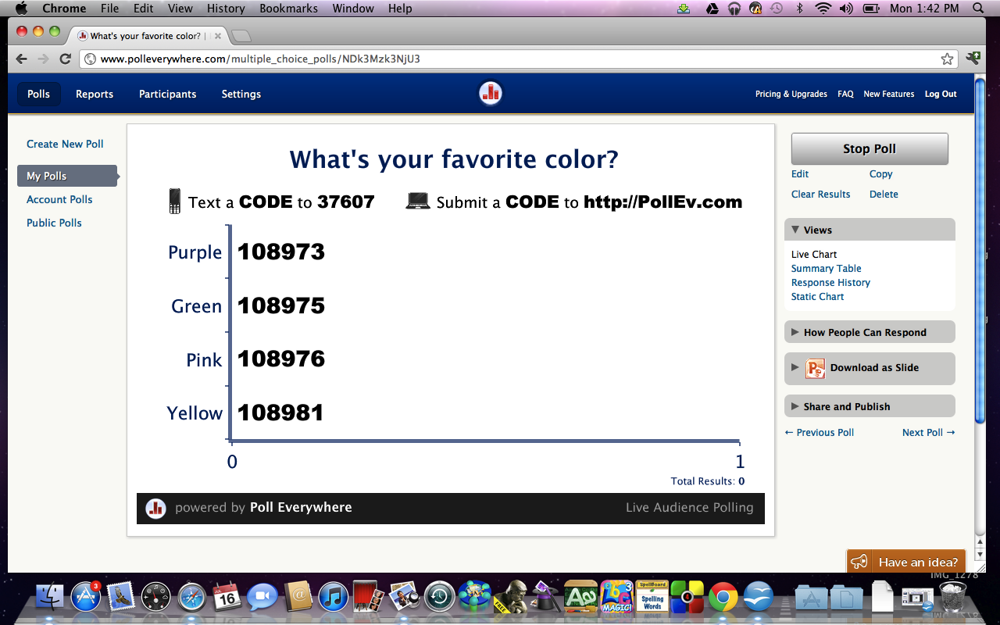 Chrome File Edit View History Bookmarks Window Help Mon 1:42 PM
What's your favorite color? |
www.polleverywhere.com/multiple_choice_polls/NDk3Mzk3NjU3
Polls Reports Participants Settings Pricing & Upgrades FAQ New Features Log Out
Create New Poll
My Polls
Account Polls
Public Polls
What's your favorite color?
Text a CODE to 37607 Submit a CODE to http://PollEv.com
Purple 108973
Green 108975
Pink 108976
Yellow 108981
0 1
Total Results: 0
powered by Poll Everywhere Live Audience Polling
Stop Poll
Edit Copy
Clear Results Delete
Views
Live Chart
Summary Table
Response History
Static Chart
How People Can Respond
Download as Slide
Share and Publish
← Previous Poll Next Poll →
Have an idea?
IMG_1278
3
16
FREE
Aa
abc 3
MAGIC!
SpellBoard
Spelling
Words